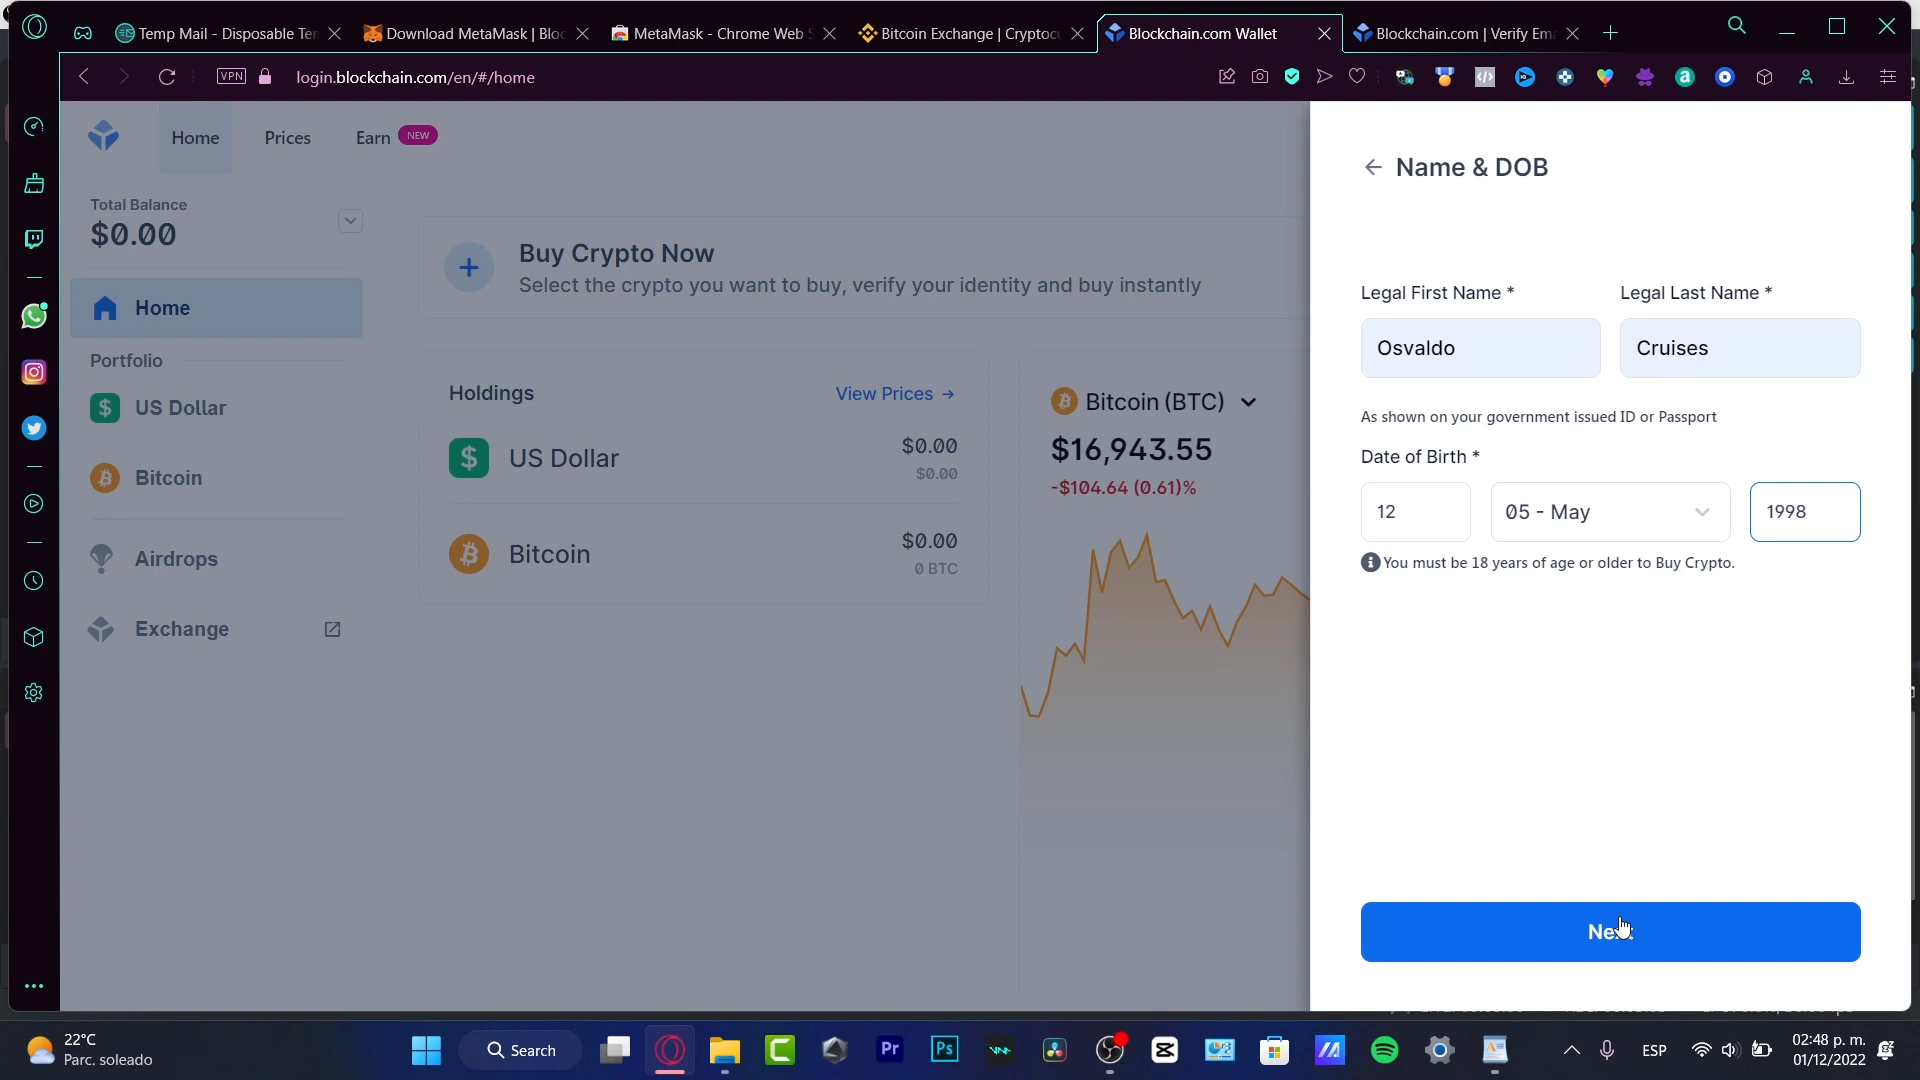 Temp Mail - Disposable Ter
Download MetaMask | Bloc
MetaMask - Chrome Web S
Bitcoin Exchange | Cryptocu
Blockchain.com Wallet
Blockchain.com | Verify Ema
VPN
login.blockchain.com/en/#/home
Home
Prices
Earn
NEW
Total Balance
$0.00
Home
Portfolio
US Dollar
Bitcoin
Airdrops
Exchange
Buy Crypto Now
Select the crypto you want to buy, verify your identity and buy instantly
Holdings
View Prices →
US Dollar
$0.00
$0.00
Bitcoin
$0.00
0 BTC
Bitcoin (BTC)
$16,943.55
-$104.64 (0.61)%
← Name & DOB
Legal First Name *
Legal Last Name *
Osvaldo
Cruises
As shown on your government issued ID or Passport
Date of Birth *
12
05 - May
1998
You must be 18 years of age or older to Buy Crypto.
Next
22°C
Parc. soleado
Search
Pr
Ps
ESP
02:48 p. m.
01/12/2022